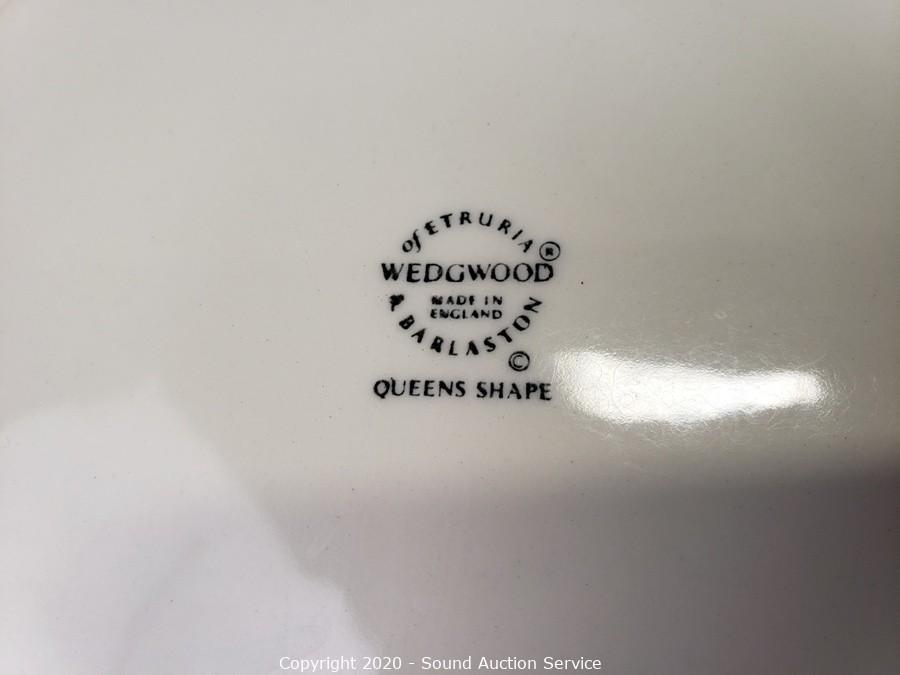 of ETRURIA ®
WEDGWOOD
MADE IN
ENGLAND
& BARLASTON
©
QUEENS SHAPE
Copyright 2020 - Sound Auction Service